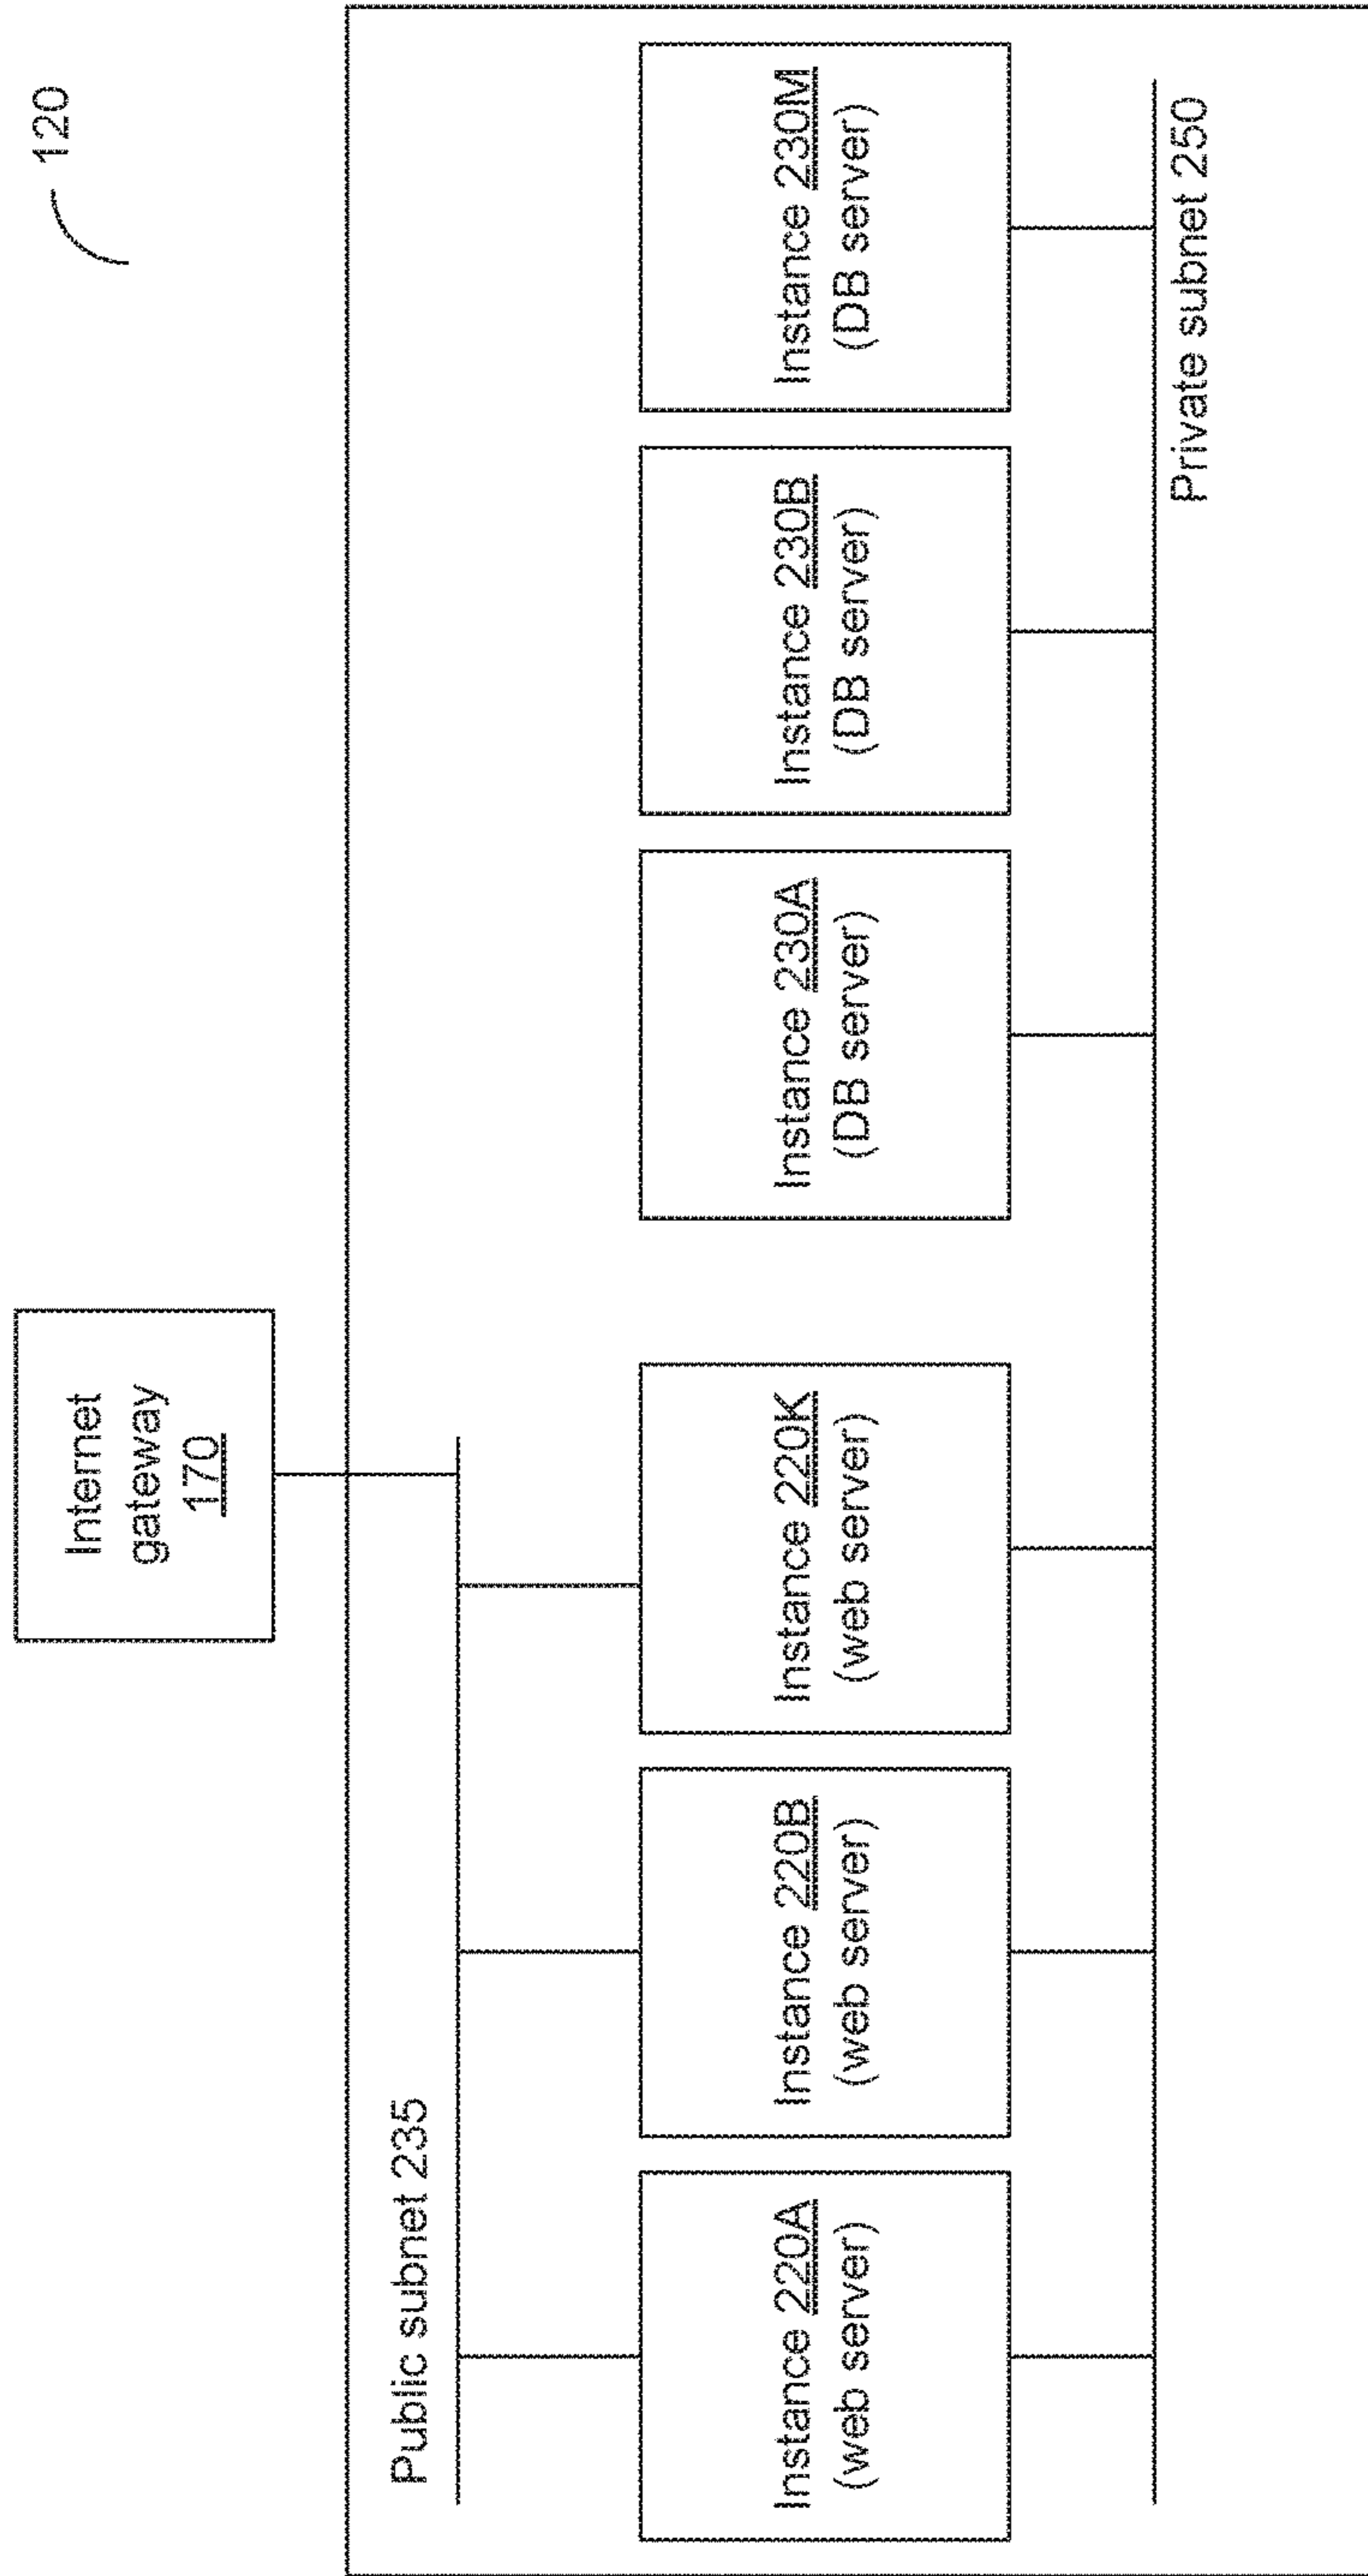 120
Internet
gateway
170
Public subnet 235
Instance 220A
(web server)
Instance 220B
(web server)
Instance 220K
(web server)
Instance 230A
(DB server)
Instance 230B
(DB server)
Instance 230M
(DB server)
Private subnet 250